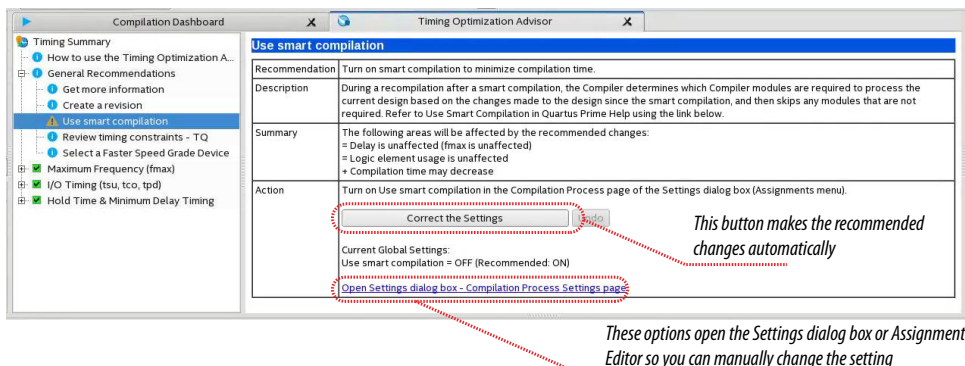 Compilation Dashboard
Timing Optimization Advisor
Timing Summary
How to use the Timing Optimization A...
General Recommendations
Get more information
Create a revision
Use smart compilation
Review timing constraints - TQ
Select a Faster Speed Grade Device
Maximum Frequency (fmax)
I/O Timing (tsu, tco, tpd)
Hold Time & Minimum Delay Timing
Use smart compilation
Recommendation Turn on smart compilation to minimize compilation time.
Description During a recompilation after a smart compilation, the Compiler determines which Compiler modules are required to process the
current design based on the changes made to the design since the smart compilation, and then skips any modules that are not
required. Refer to Use Smart Compilation in Quartus Prime Help using the link below.
Summary The following areas will be affected by the recommended changes:
= Delay is unaffected (fmax is unaffected)
= Logic element usage is unaffected
+ Compilation time may decrease
Action Turn on Use smart compilation in the Compilation Process page of the Settings dialog box (Assignments menu).
Correct the Settings Undo
This button makes the recommended
changes automatically
Current Global Settings:
Use smart compilation = OFF (Recommended: ON)
Open Settings dialog box - Compilation Process Settings page
These options open the Settings dialog box or Assignment
Editor so you can manually change the setting